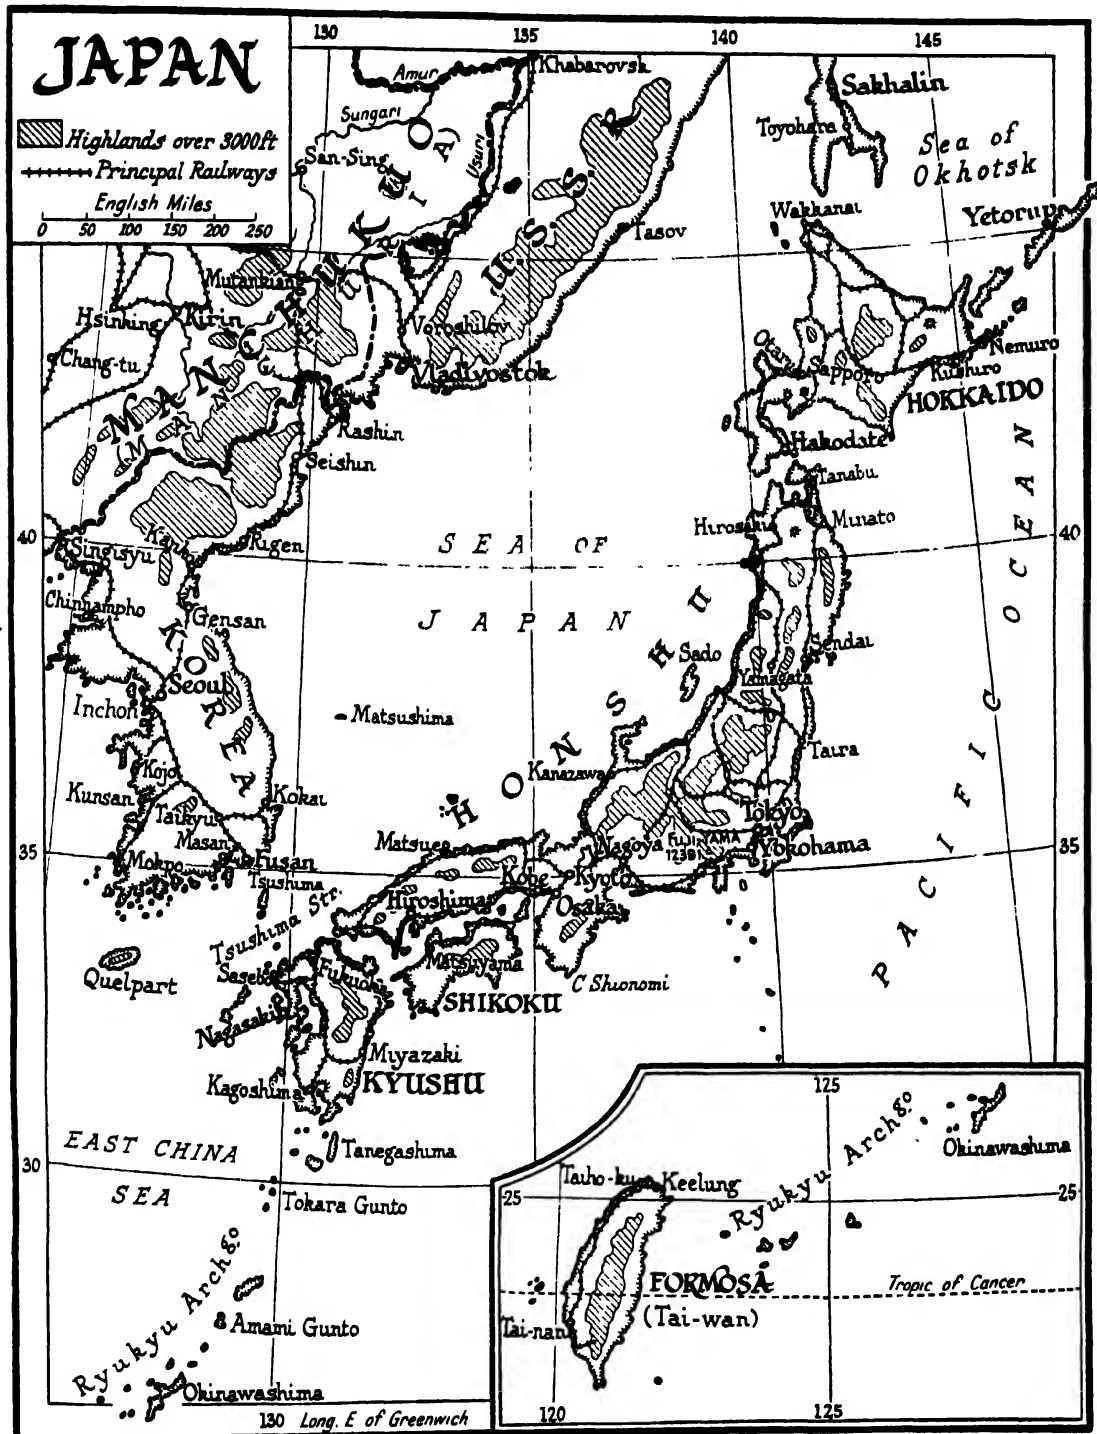 JAPAN
Highlands over 3000ft
Principal Railways
English Miles
0 50 100 150 200 250
130 135 140 145
Amur
Khabarovsk
Sungari
Usuri
San-Sing
U.S.S.R
Tasov
Sakhalin
Toyohara
Sea of
Okhotsk
Wakkanai
Yetorup
Mutankiang
Hsinking
Kirin
Chang-tu
Voroshilov
Vladivostok
Otaru
Sapporo
Nemuro
Kushiro
HOKKAIDO
MANCHUKUO
Rashin
Seishin
Hakodate
Tanabu
40
Singisyu
Rigen
Hirosaki
Minato
40
SEA OF
JAPAN
Chinnampho
Gensan
KOREA
Seoul
Inchon
Matsushima
Sado
Sendai
Yamagata
HONSHU
Kojo
Kunsan
Kokai
Kanazawa
Taira
Taikyu
Masan
Matsue
Tokyo
35
Mokpo
Fusan
Nagoya
FUJI-YAMA
12391
Yokohama
35
Tsushima
Kobe
Kyoto
Hiroshima
Osaka
Tsushima Str.
PACIFIC OCEAN
Quelpart
Sasebo
Fukuo
Matsuyama
C Shionomi
SHIKOKU
Nagasaki
Miyazaki
Kagoshima
KYUSHU
EAST CHINA
SEA
Tanegashima
30
Tokara Gunto
Ryukyu Archgo
Amami Gunto
Okinawashima
130 Long. E of Greenwich
125
Okinawashima
Ryukyu Archgo
Taiho-ku
Keelung
25 25
FORMOSA
(Tai-wan)
Tropic of Cancer
Tai-nan
120 125